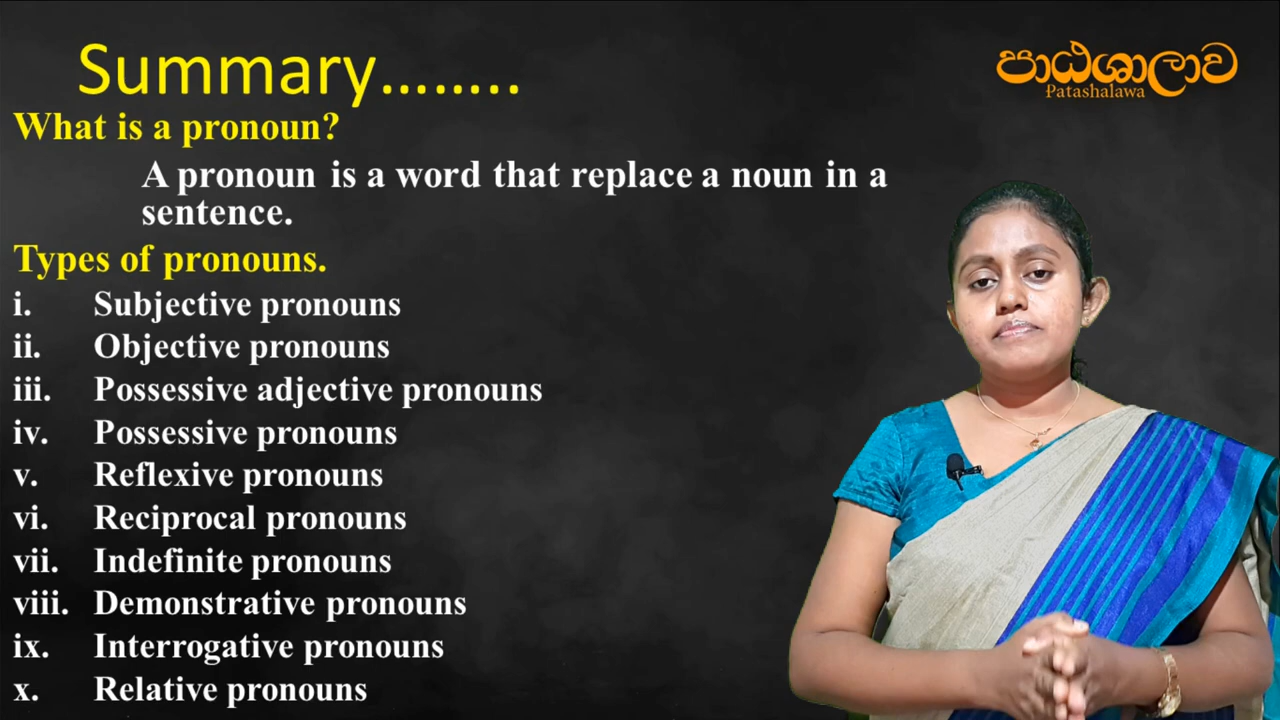 Summary........
පාඨශාලාව
Patashalawa
What is a pronoun?
A pronoun is a word that replace a noun in a
sentence.
Types of pronouns.
i. Subjective pronouns
ii. Objective pronouns
iii. Possessive adjective pronouns
iv. Possessive pronouns
v. Reflexive pronouns
vi. Reciprocal pronouns
vii. Indefinite pronouns
viii. Demonstrative pronouns
ix. Interrogative pronouns
x. Relative pronouns